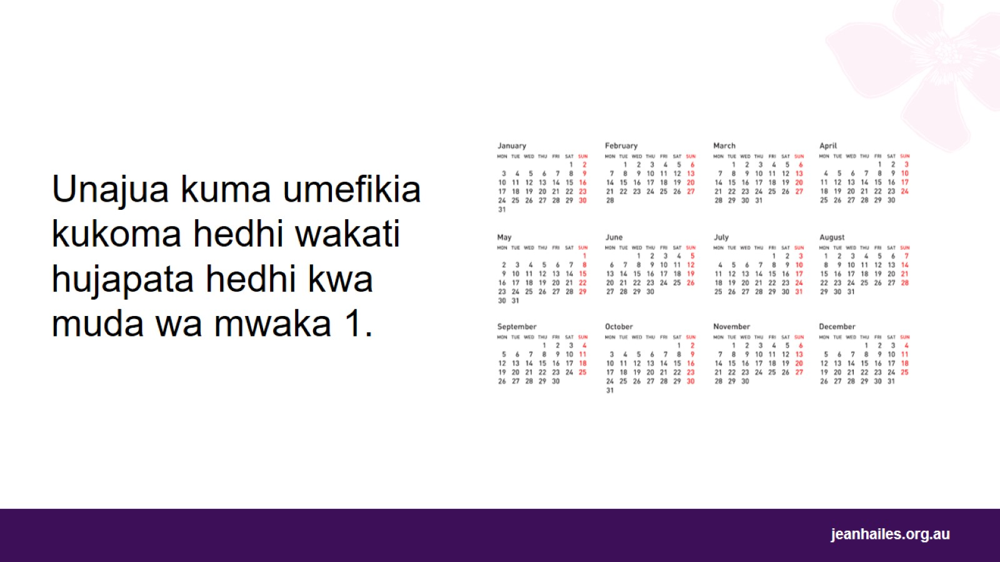 Unajua kuma umefikia
kukoma hedhi wakati
hujapata hedhi kwa
muda wa mwaka 1.
January
MON TUE WED THU FRI SAT SUN
1 2
3 4 5 6 7 8 9
10 11 12 13 14 15 16
17 18 19 20 21 22 23
24 25 26 27 28 29 30
31
February
MON TUE WED THU FRI SAT SUN
1 2 3 4 5 6
7 8 9 10 11 12 13
14 15 16 17 18 19 20
21 22 23 24 25 26 27
28
March
MON TUE WED THU FRI SAT SUN
1 2 3 4 5 6
7 8 9 10 11 12 13
14 15 16 17 18 19 20
21 22 23 24 25 26 27
28 29 30 31
April
MON TUE WED THU FRI SAT SUN
1 2 3
4 5 6 7 8 9 10
11 12 13 14 15 16 17
18 19 20 21 22 23 24
25 26 27 28 29 30
May
MON TUE WED THU FRI SAT SUN
1
2 3 4 5 6 7 8
9 10 11 12 13 14 15
16 17 18 19 20 21 22
23 24 25 26 27 28 29
30 31
June
MON TUE WED THU FRI SAT SUN
1 2 3 4 5
6 7 8 9 10 11 12
13 14 15 16 17 18 19
20 21 22 23 24 25 26
27 28 29 30
July
MON TUE WED THU FRI SAT SUN
1 2 3
4 5 6 7 8 9 10
11 12 13 14 15 16 17
18 19 20 21 22 23 24
25 26 27 28 29 30 31
August
MON TUE WED THU FRI SAT SUN
1 2 3 4 5 6 7
8 9 10 11 12 13 14
15 16 17 18 19 20 21
22 23 24 25 26 27 28
29 30 31
September
MON TUE WED THU FRI SAT SUN
1 2 3 4
5 6 7 8 9 10 11
12 13 14 15 16 17 18
19 20 21 22 23 24 25
26 27 28 29 30
October
MON TUE WED THU FRI SAT SUN
1 2
3 4 5 6 7 8 9
10 11 12 13 14 15 16
17 18 19 20 21 22 23
24 25 26 27 28 29 30
31
November
MON TUE WED THU FRI SAT SUN
1 2 3 4 5 6
7 8 9 10 11 12 13
14 15 16 17 18 19 20
21 22 23 24 25 26 27
28 29 30
December
MON TUE WED THU FRI SAT SUN
1 2 3 4
5 6 7 8 9 10 11
12 13 14 15 16 17 18
19 20 21 22 23 24 25
26 27 28 29 30 31
jeanhailes.org.au